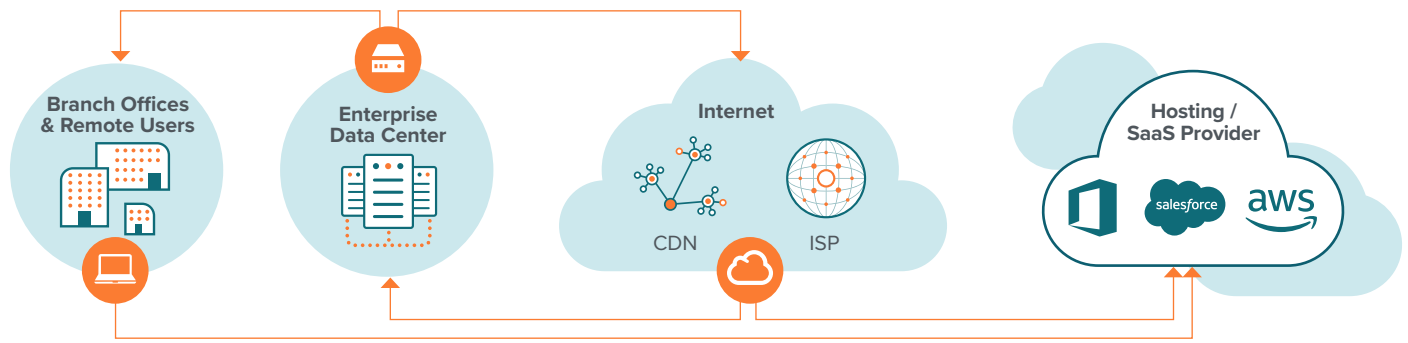 Branch Offices
& Remote Users
Enterprise
Data Center
Internet
CDN
ISP
Hosting /
SaaS Provider
salesforce
aws